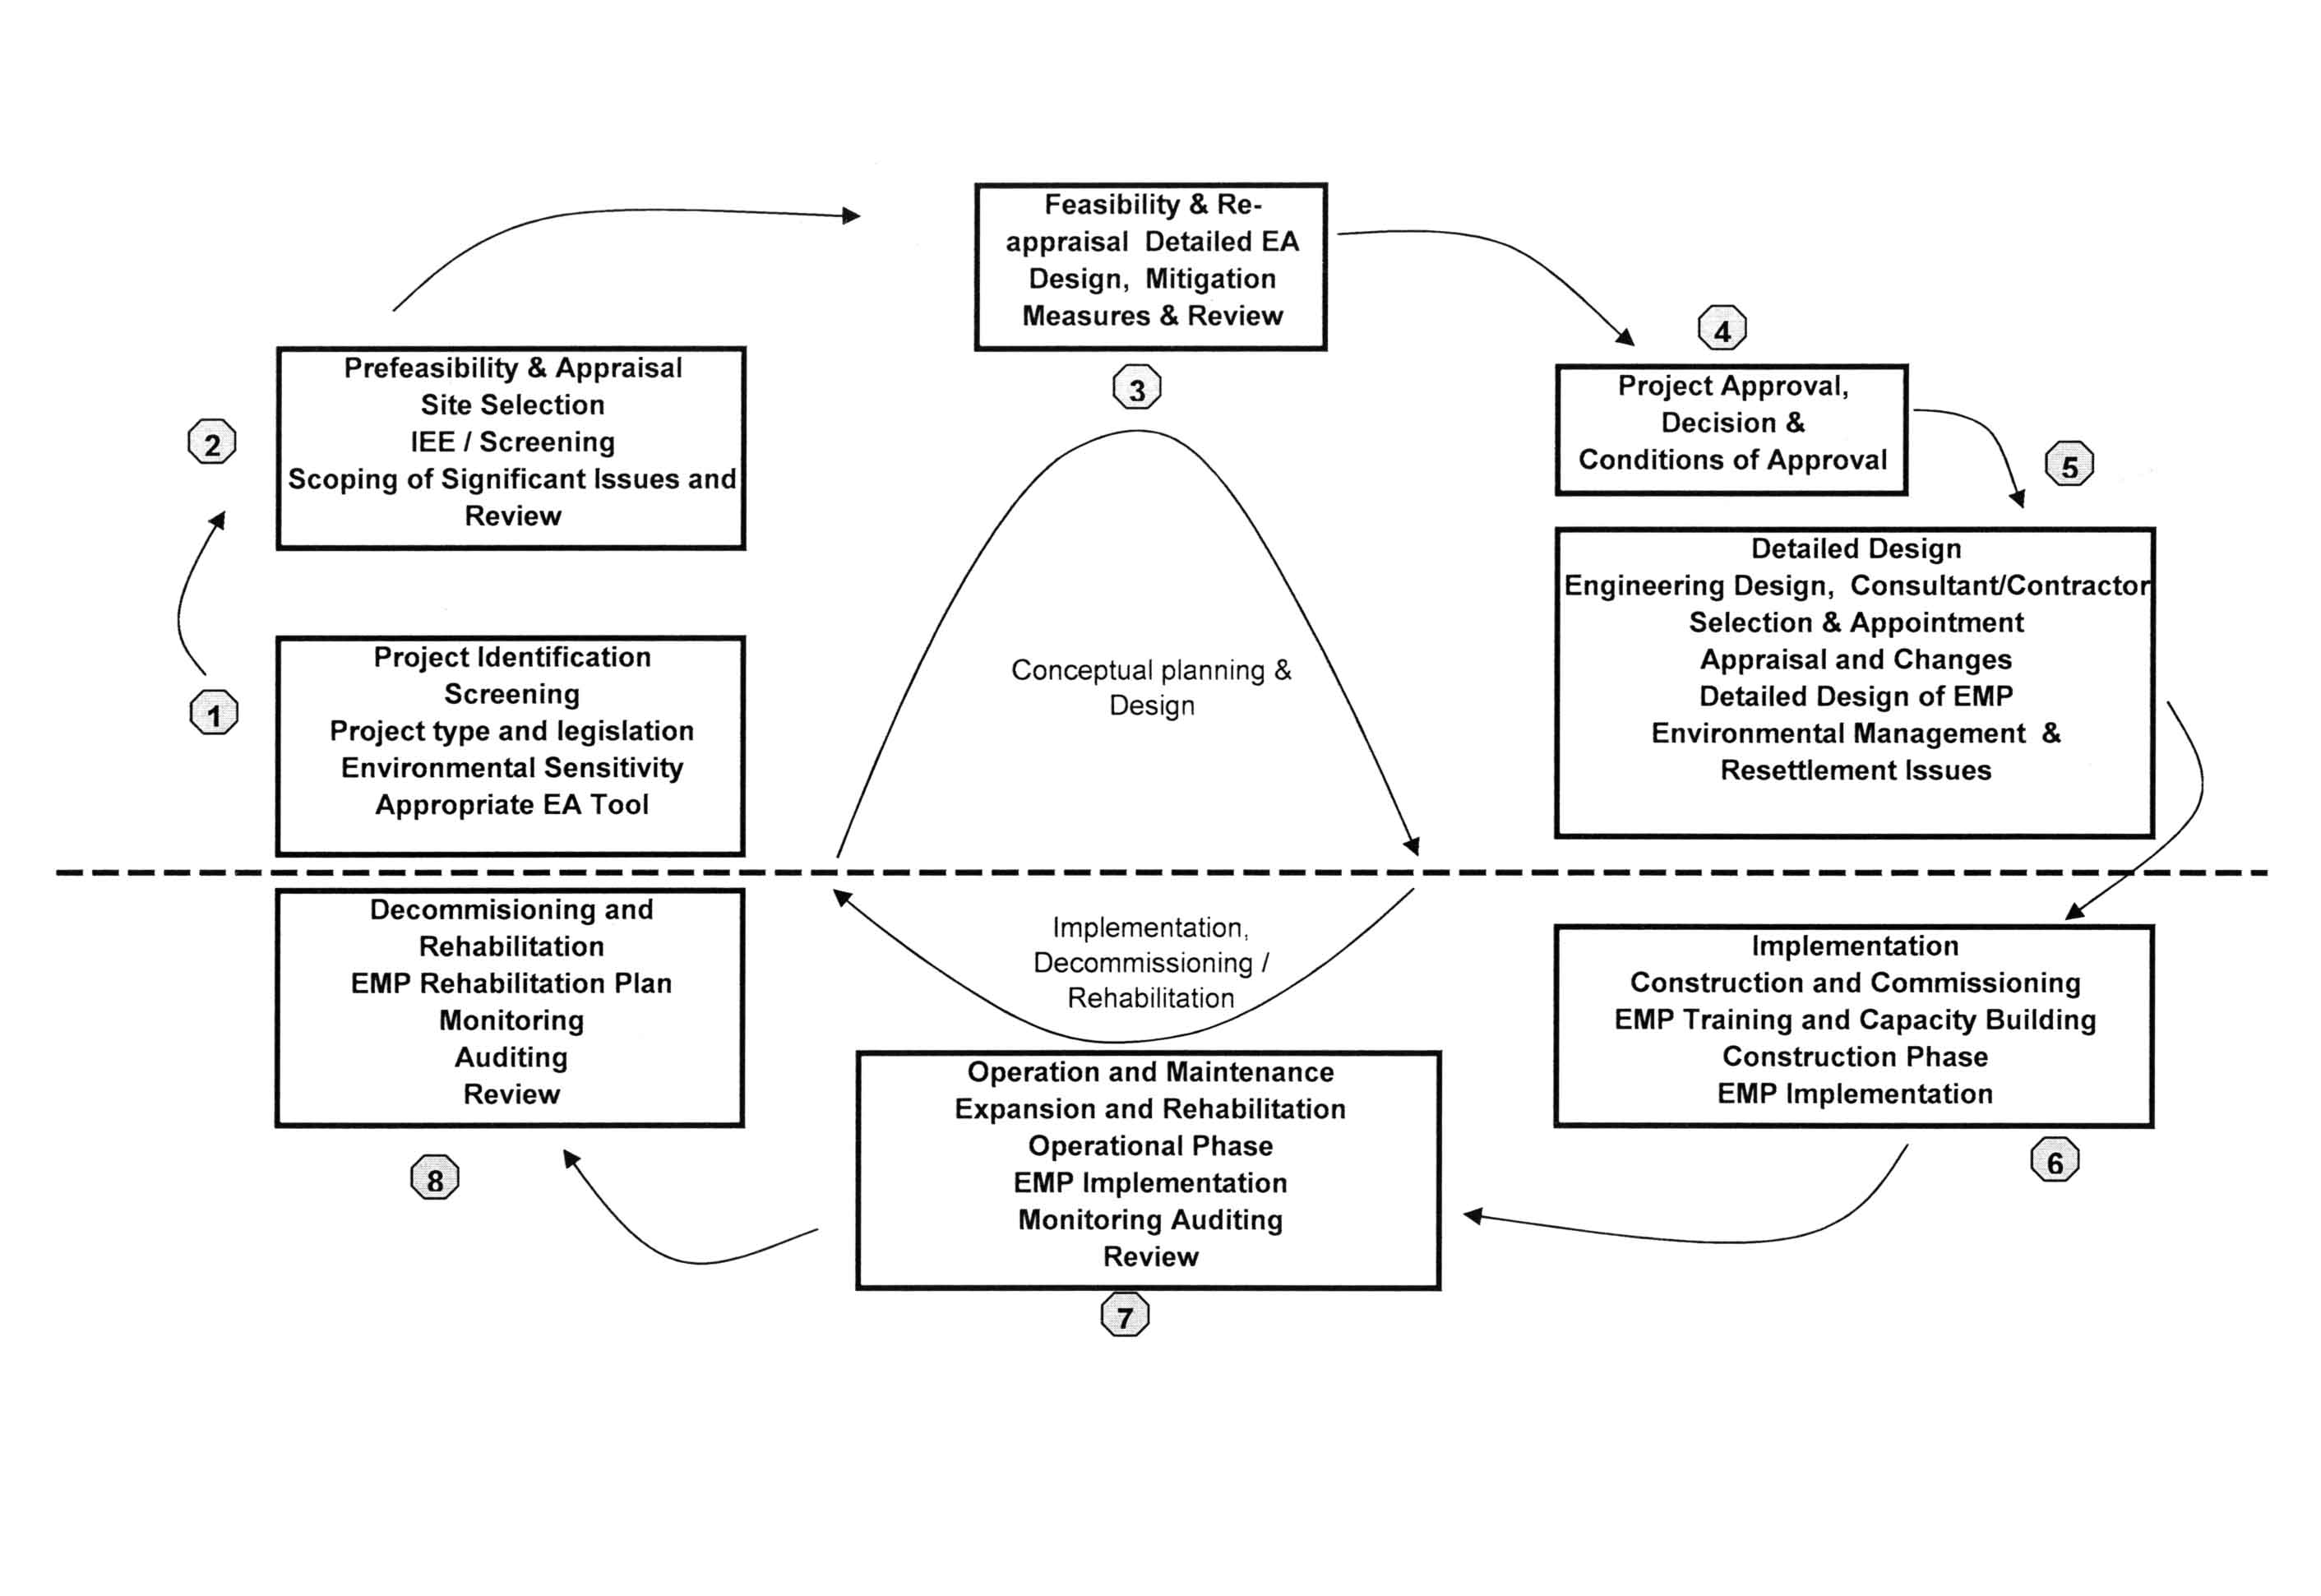 Feasibility & Re-
appraisal Detailed EA
Design, Mitigation
Measures & Review
3
4
Project Approval,
Decision &
Conditions of Approval
Prefeasibility & Appraisal
Site Selection
IEE / Screening
Scoping of Significant Issues and
Review
2
5
Detailed Design
Engineering Design, Consultant/Contractor
Selection & Appointment
Appraisal and Changes
Detailed Design of EMP
Environmental Management &
Resettlement Issues
Project Identification
Screening
Project type and legislation
Environmental Sensitivity
Appropriate EA Tool
1
Conceptual planning &
Design
Implementation,
Decommissioning /
Rehabilitation
Decommisioning and
Rehabilitation
EMP Rehabilitation Plan
Monitoring
Auditing
Review
8
Implementation
Construction and Commissioning
EMP Training and Capacity Building
Construction Phase
EMP Implementation
6
Operation and Maintenance
Expansion and Rehabilitation
Operational Phase
EMP Implementation
Monitoring Auditing
Review
7